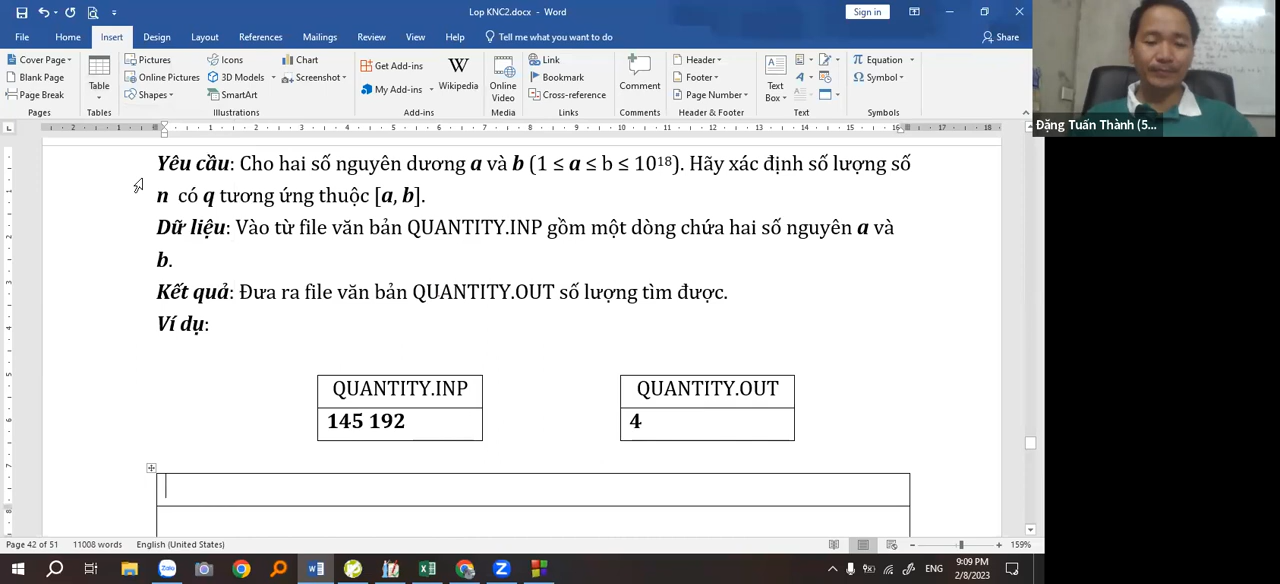 Lop KNC2.docx - Word
Sign in
File Home Insert Design Layout References Mailings Review View Help Tell me what you want to do Share
Cover Page
Blank Page
Page Break
Pages
Table
Tables
Pictures
Online Pictures
Shapes
Icons
3D Models
SmartArt
Chart
Screenshot
Illustrations
Get Add-ins
My Add-ins
Wikipedia
Add-ins
Online Video
Media
Link
Bookmark
Cross-reference
Links
Comment
Comments
Header
Footer
Page Number
Header & Footer
Text Box
Text
Equation
Symbol
Symbols
Đặng Tuấn Thành (5...
Yêu cầu: Cho hai số nguyên dương a và b (1 ≤ a ≤ b ≤ 10¹⁸). Hãy xác định số lượng số
n có q tương ứng thuộc [a, b].
Dữ liệu: Vào từ file văn bản QUANTITY.INP gồm một dòng chứa hai số nguyên a và
b.
Kết quả: Đưa ra file văn bản QUANTITY.OUT số lượng tìm được.
Ví dụ:
QUANTITY.INP QUANTITY.OUT
145 192 4
Page 42 of 51 11008 words English (United States) 159%
ENG 9:09 PM
2/8/2023